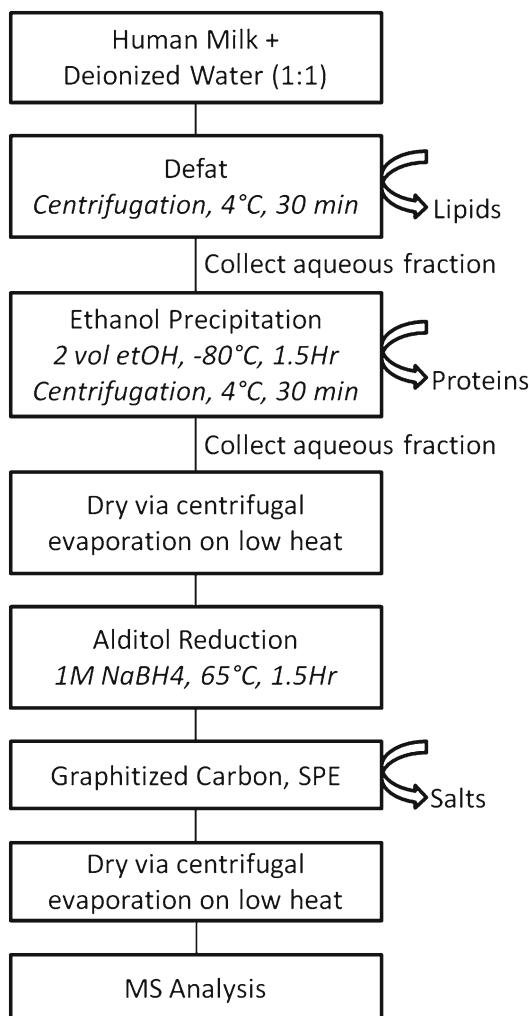 Human Milk +
Deionized Water (1:1)
Defat
Centrifugation, 4°C, 30 min
Lipids
Collect aqueous fraction
Ethanol Precipitation
2 vol etOH, -80°C, 1.5Hr
Centrifugation, 4°C, 30 min
Proteins
Collect aqueous fraction
Dry via centrifugal
evaporation on low heat
Alditol Reduction
1M NaBH4, 65°C, 1.5Hr
Graphitized Carbon, SPE
Salts
Dry via centrifugal
evaporation on low heat
MS Analysis